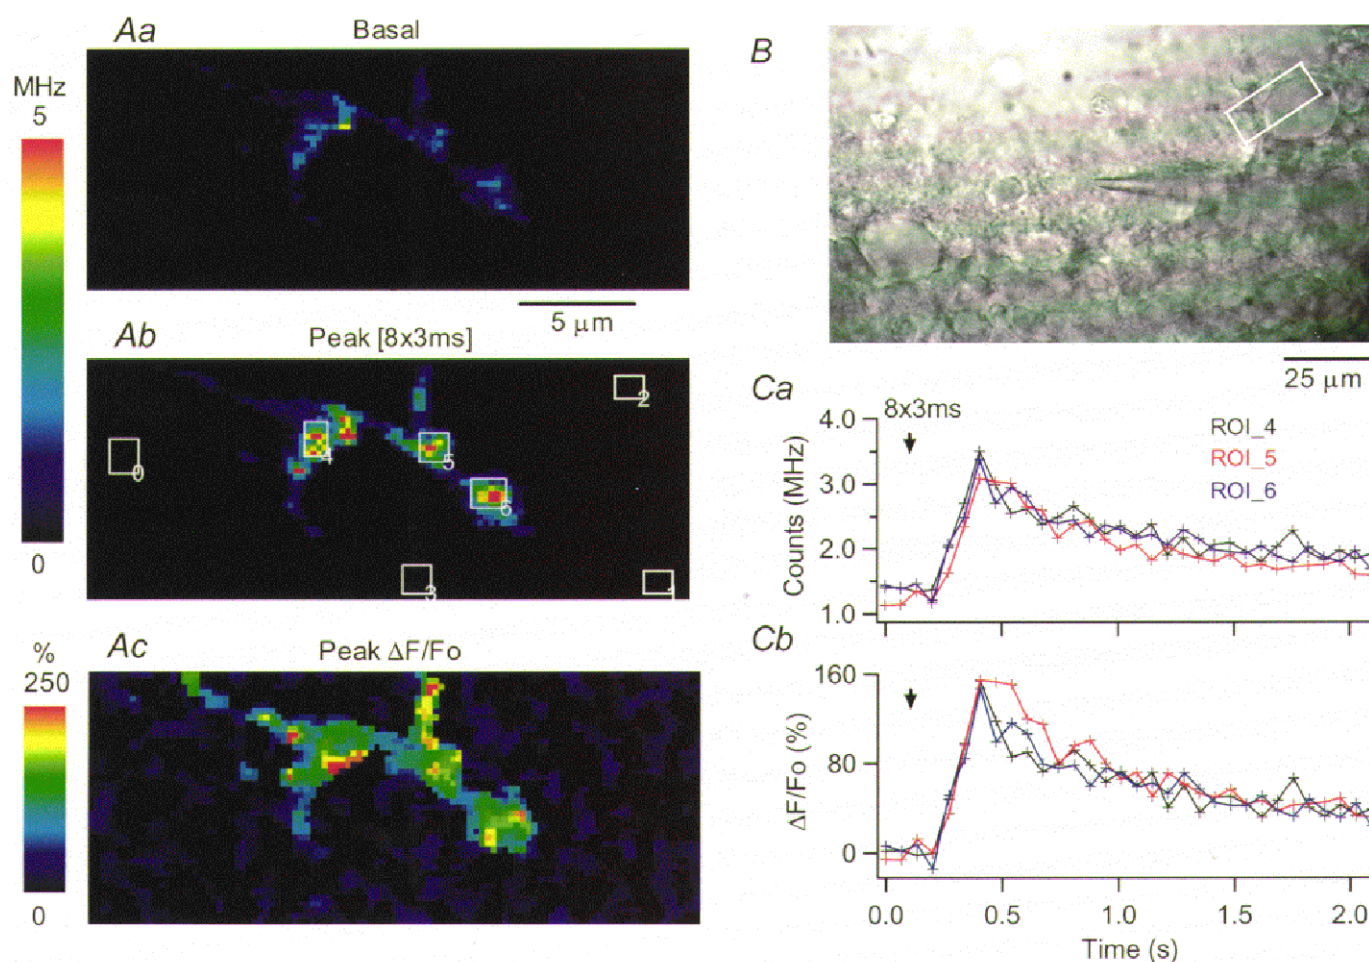 Aa
Basal
MHz
5
0
5 μm
Ab
Peak [8x3ms]
0
1
2
3
4
5
6
Ac
Peak ΔF/Fo
%
250
0
B
25 μm
Ca
8x3ms
ROI_4
ROI_5
ROI_6
Counts (MHz)
4.0
3.0
2.0
1.0
Cb
ΔF/Fo (%)
160
80
0
0.0 0.5 1.0 1.5 2.0
Time (s)